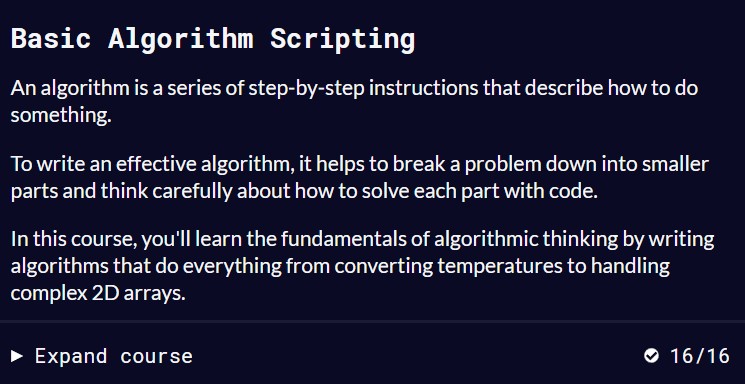 Basic Algorithm Scripting
An algorithm is a series of step-by-step instructions that describe how to do
something.
To write an effective algorithm, it helps to break a problem down into smaller
parts and think carefully about how to solve each part with code.
In this course, you'll learn the fundamentals of algorithmic thinking by writing
algorithms that do everything from converting temperatures to handling
complex 2D arrays.
Expand course 16/16